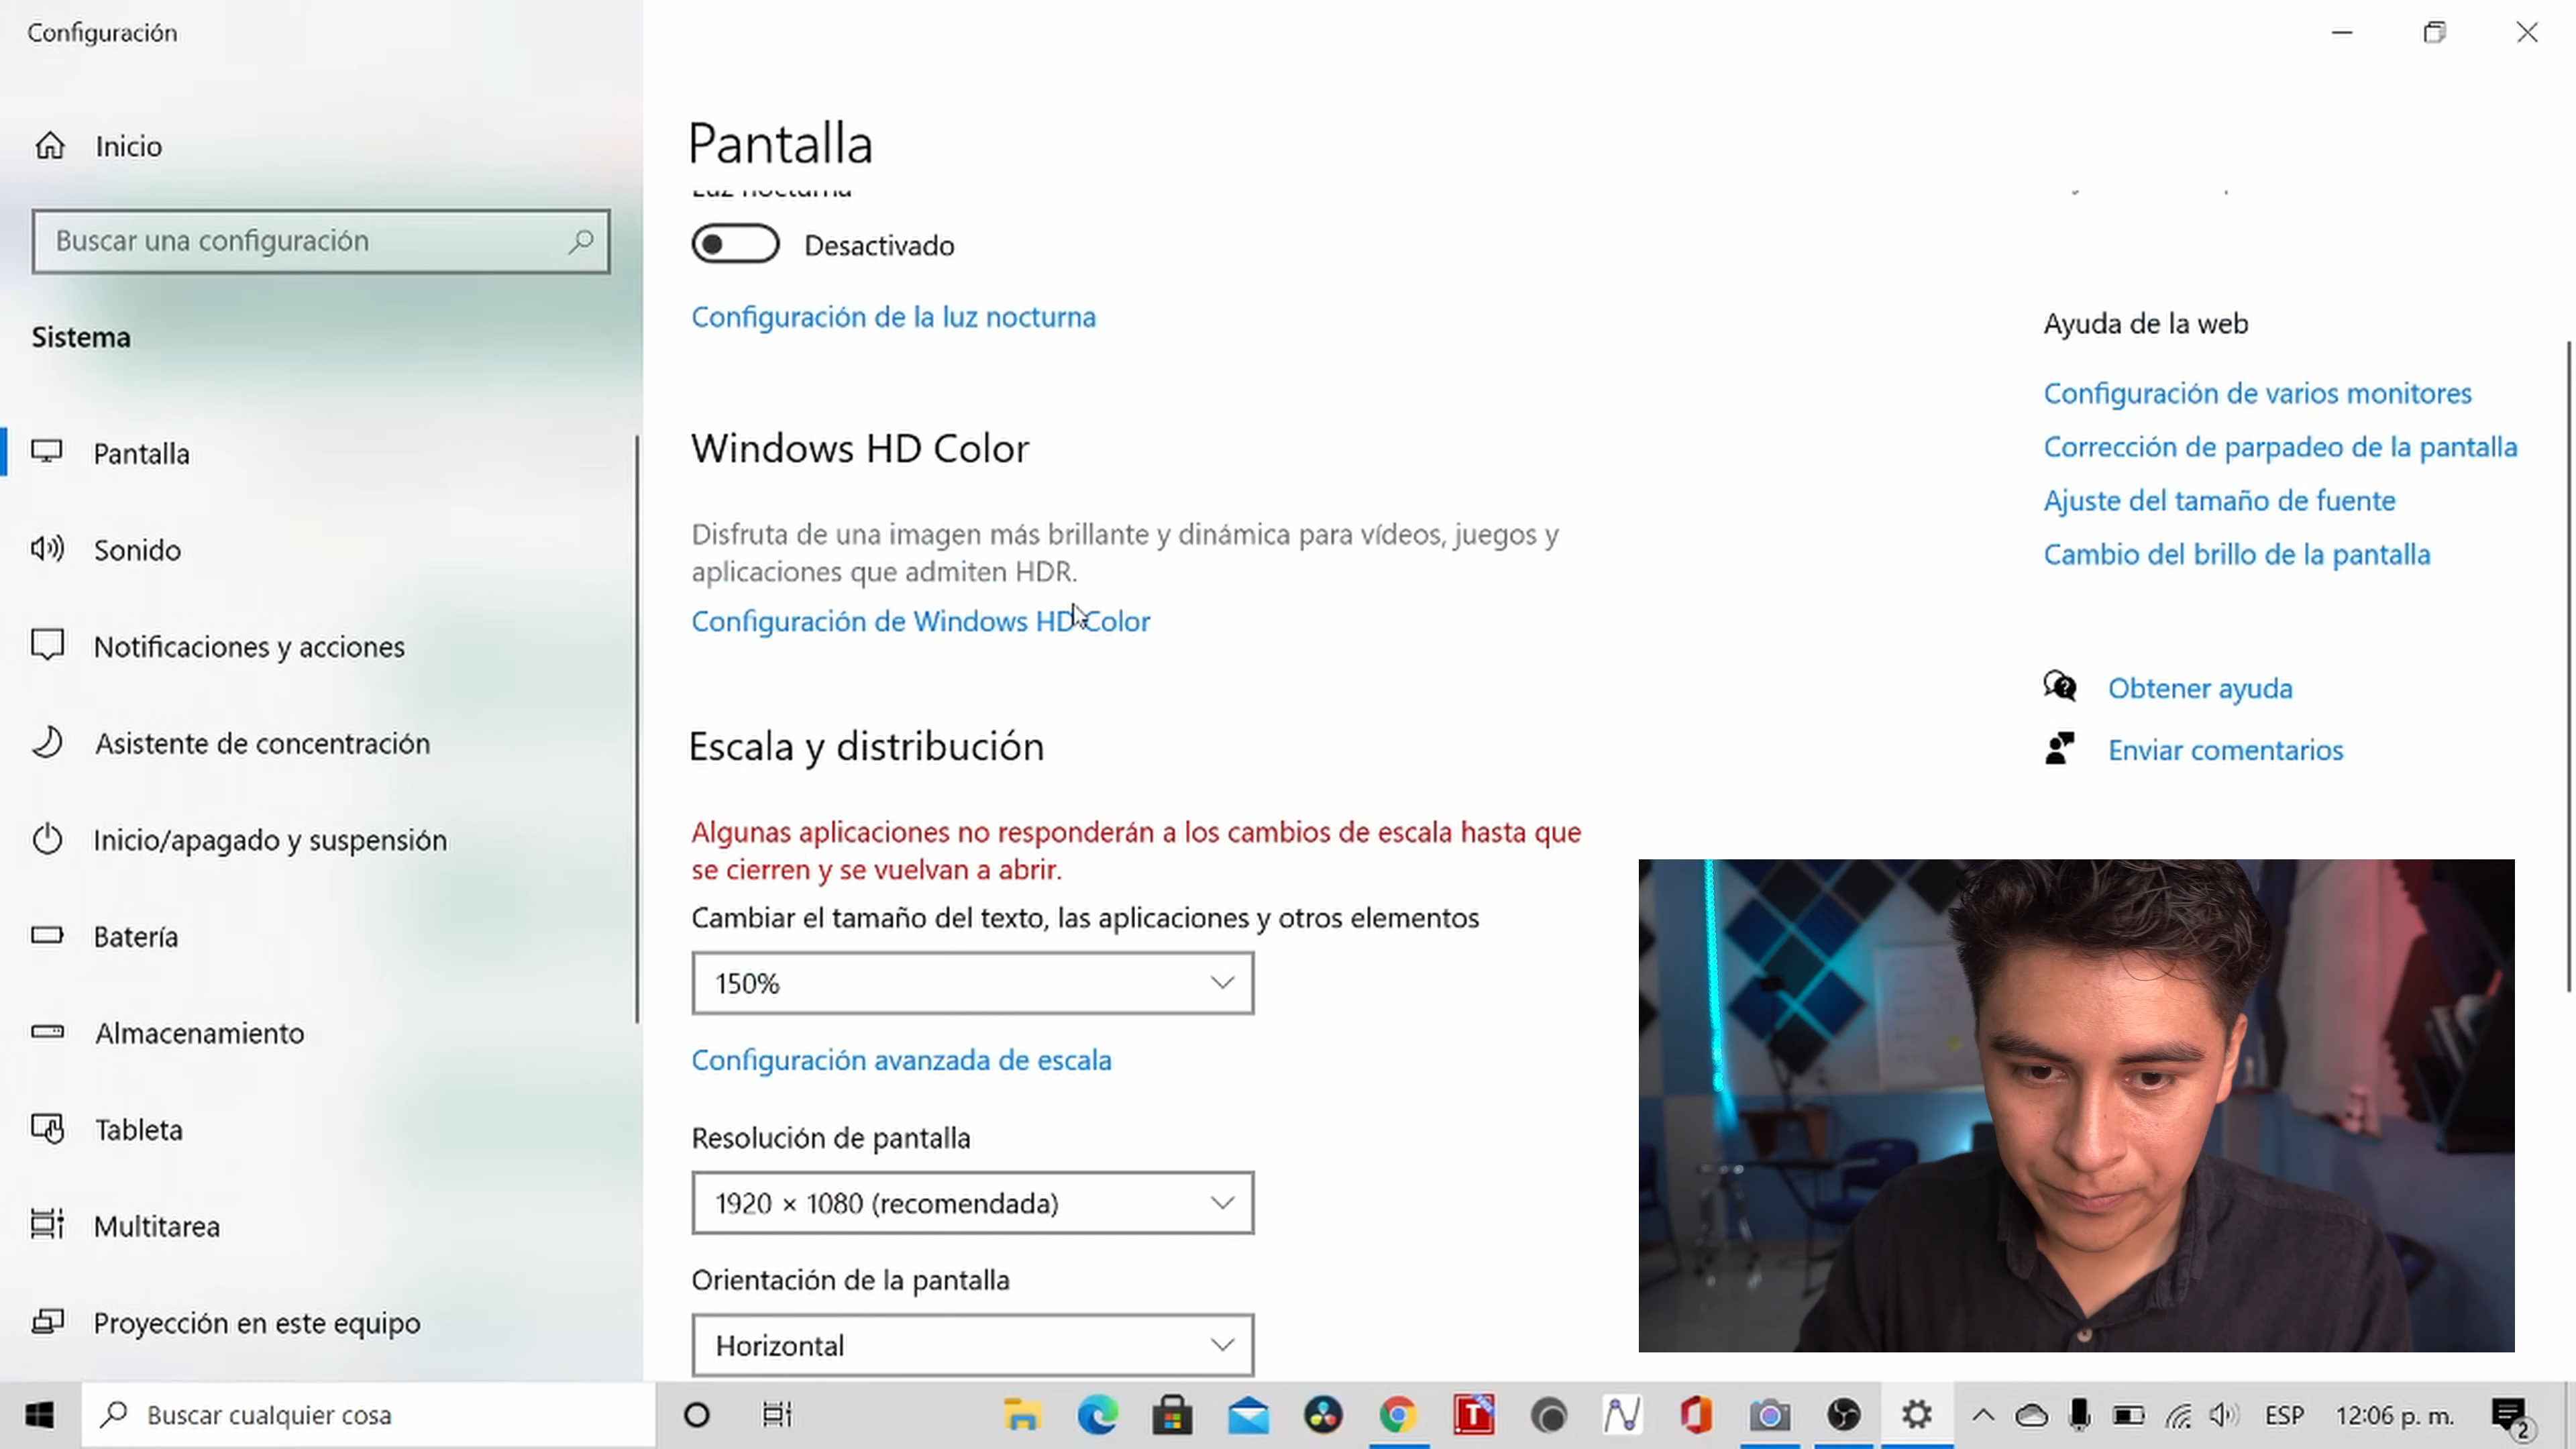 Configuración
Inicio
Buscar una configuración
Sistema
Pantalla
Sonido
Notificaciones y acciones
Asistente de concentración
Inicio/apagado y suspensión
Batería
Almacenamiento
Tableta
Multitarea
Proyección en este equipo
Pantalla
Luz nocturna
Desactivado
Configuración de la luz nocturna
Windows HD Color
Disfruta de una imagen más brillante y dinámica para vídeos, juegos y
aplicaciones que admiten HDR.
Configuración de Windows HD Color
Escala y distribución
Algunas aplicaciones no responderán a los cambios de escala hasta que
se cierren y se vuelvan a abrir.
Cambiar el tamaño del texto, las aplicaciones y otros elementos
150%
Configuración avanzada de escala
Resolución de pantalla
1920 × 1080 (recomendada)
Orientación de la pantalla
Horizontal
Ayuda de la web
Configuración de varios monitores
Corrección de parpadeo de la pantalla
Ajuste del tamaño de fuente
Cambio del brillo de la pantalla
Obtener ayuda
Enviar comentarios
Buscar cualquier cosa
T
ESP
12:06 p. m.
2